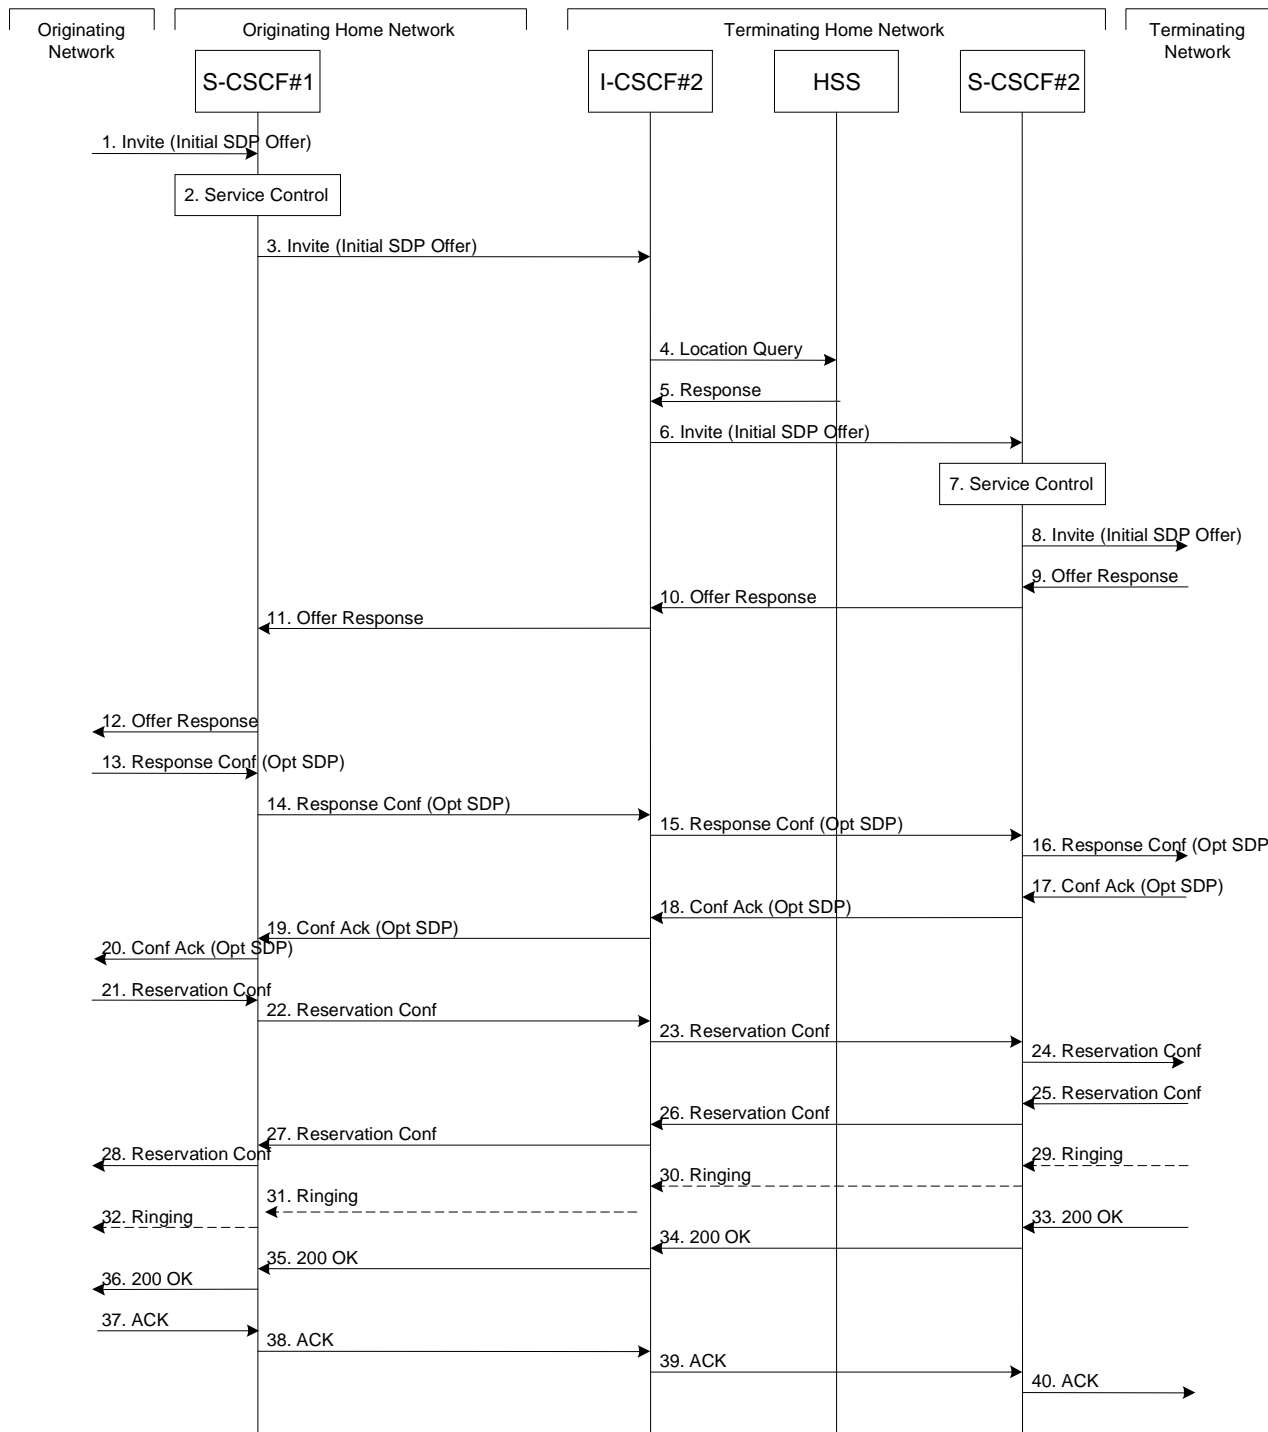 Originating
Network
Originating Home Network
Terminating Home Network
Terminating
Network
S-CSCF#1
I-CSCF#2
HSS
S-CSCF#2
1. Invite (Initial SDP Offer)
2. Service Control
3. Invite (Initial SDP Offer)
4. Location Query
5. Response
6. Invite (Initial SDP Offer)
7. Service Control
8. Invite (Initial SDP Offer)
9. Offer Response
10. Offer Response
11. Offer Response
12. Offer Response
13. Response Conf (Opt SDP)
14. Response Conf (Opt SDP)
15. Response Conf (Opt SDP)
16. Response Conf (Opt SDP
17. Conf Ack (Opt SDP)
18. Conf Ack (Opt SDP)
19. Conf Ack (Opt SDP)
20. Conf Ack (Opt SDP)
21. Reservation Conf
22. Reservation Conf
23. Reservation Conf
24. Reservation Conf
25. Reservation Conf
26. Reservation Conf
27. Reservation Conf
28. Reservation Conf
29. Ringing
30. Ringing
31. Ringing
32. Ringing
33. 200 OK
34. 200 OK
35. 200 OK
36. 200 OK
37. ACK
38. ACK
39. ACK
40. ACK